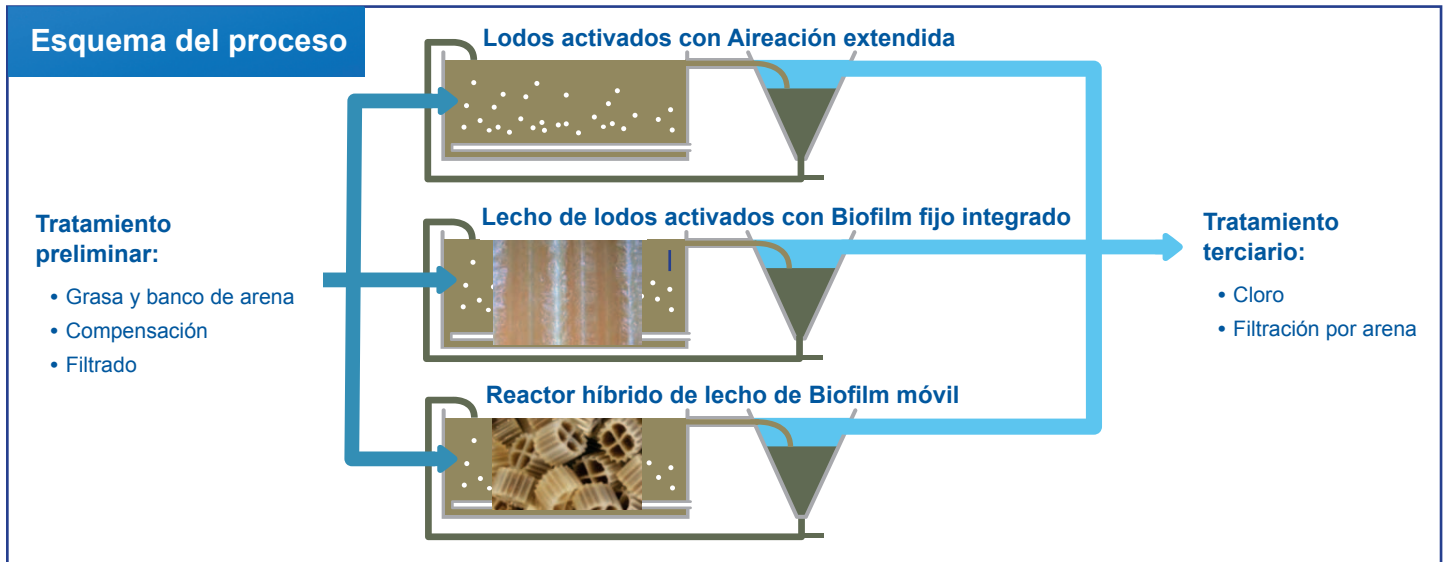 Esquema del proceso
Lodos activados con Aireación extendida
Lecho de lodos activados con Biofilm fijo integrado
Reactor híbrido de lecho de Biofilm móvil
Tratamiento
preliminar:
• Grasa y banco de arena
• Compensación
• Filtrado
Tratamiento
terciario:
• Cloro
• Filtración por arena